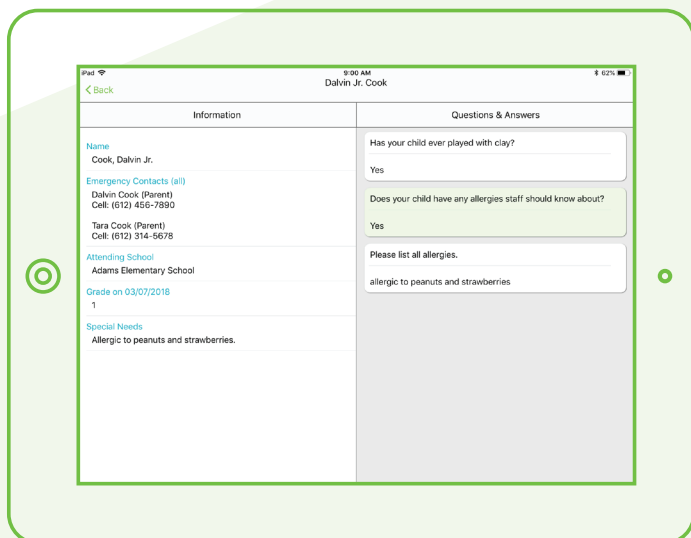 iPad 9:00 AM 62%
Back
Dalvin Jr. Cook
Information
Questions & Answers
Name
Cook, Dalvin Jr.
Emergency Contacts (all)
Dalvin Cook (Parent)
Cell: (612) 456-7890
Tara Cook (Parent)
Cell: (612) 314-5678
Attending School
Adams Elementary School
Grade on 03/07/2018
1
Special Needs
Allergic to peanuts and strawberries.
Has your child ever played with clay?
Yes
Does your child have any allergies staff should know about?
Yes
Please list all allergies.
allergic to peanuts and strawberries